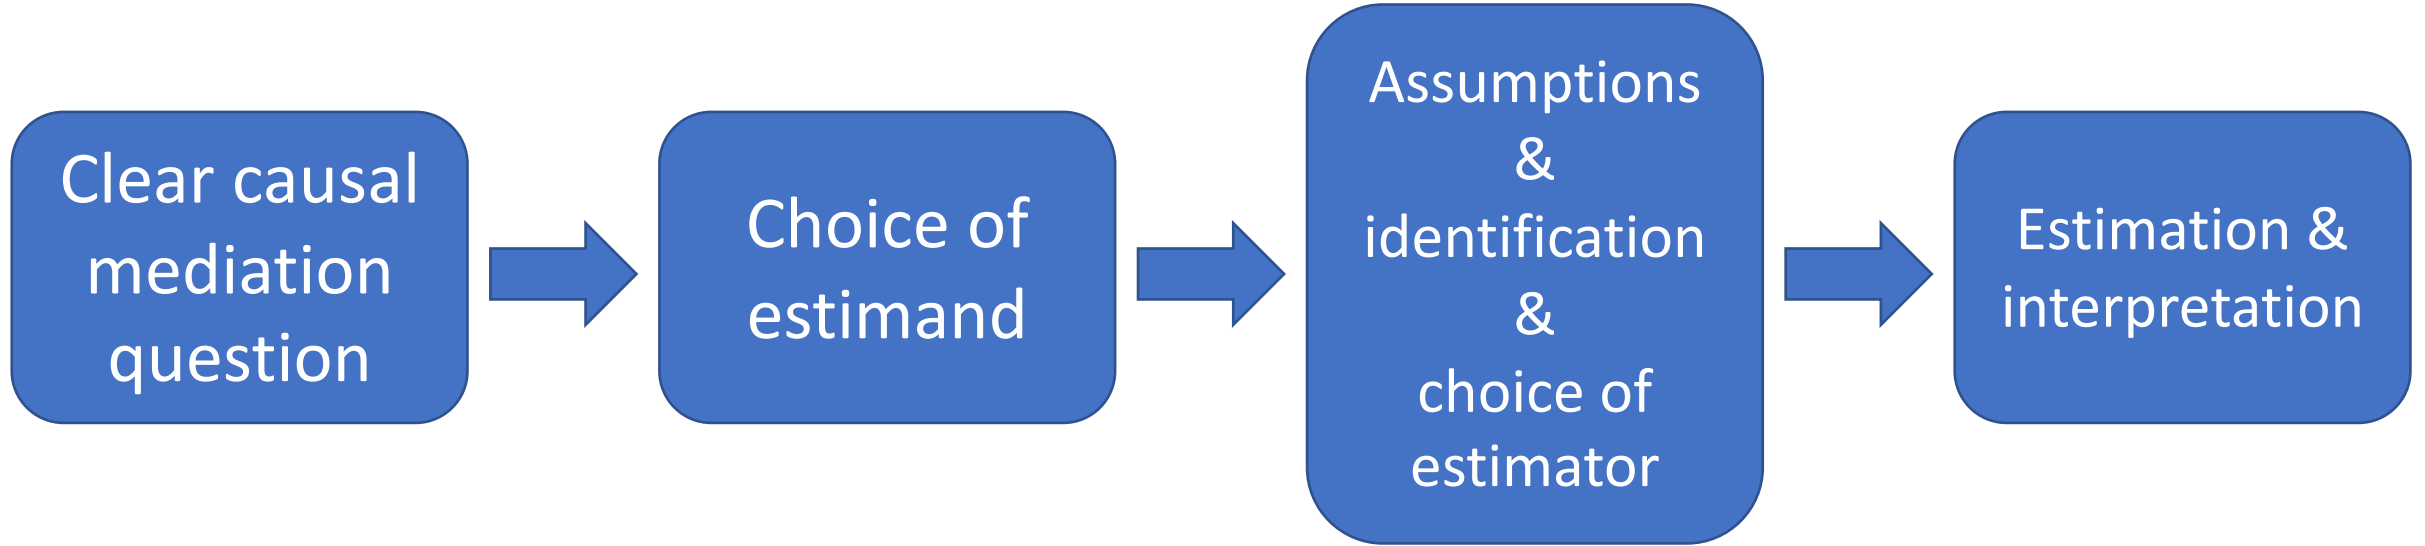 Clear causal
mediation
question
Choice of
estimand
Assumptions
&
identification
&
choice of
estimator
Estimation &
interpretation